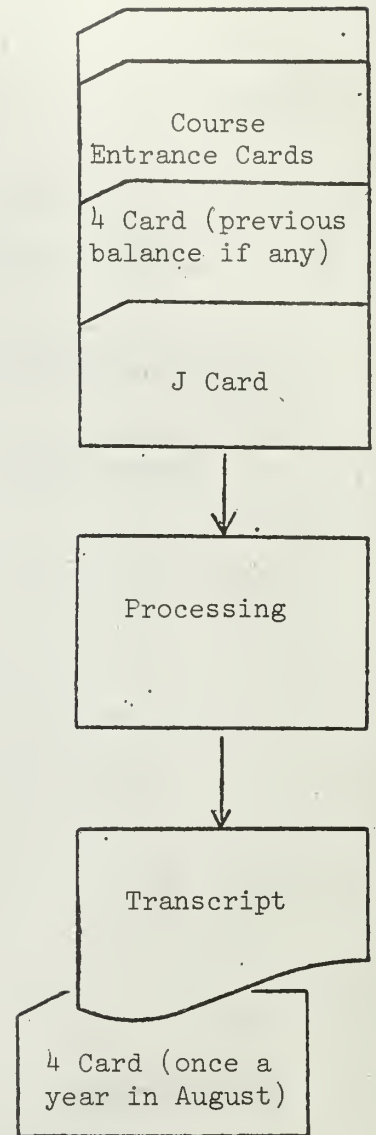 Course
Entrance Cards
4 Card (previous
balance if any)
J Card
Processing
Transcript
4 Card (once a
year in August)